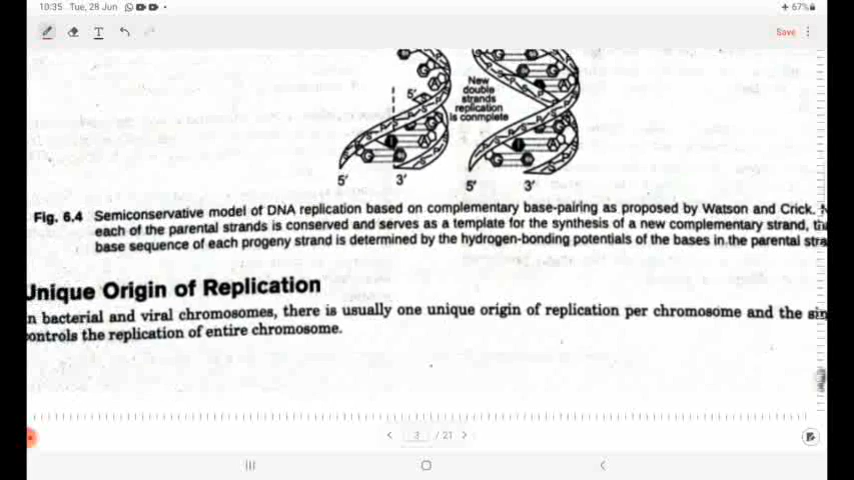 10:35 Tue, 28 Jun
67%
T
Save
New
double
strands
replication
is conmplete
5'
5'
3'
5'
3'
Fig. 6.4 Semiconservative model of DNA replication based on complementary base-pairing as proposed by Watson and Crick.
each of the parental strands is conserved and serves as a template for the synthesis of a new complementary strand,
base sequence of each progeny strand is determined by the hydrogen-bonding potentials of the bases in the parental stra
Unique Origin of Replication
n bacterial and viral chromosomes, there is usually one unique origin of replication per chromosome and the sin
ontrols the replication of entire chromosome.
3 / 21